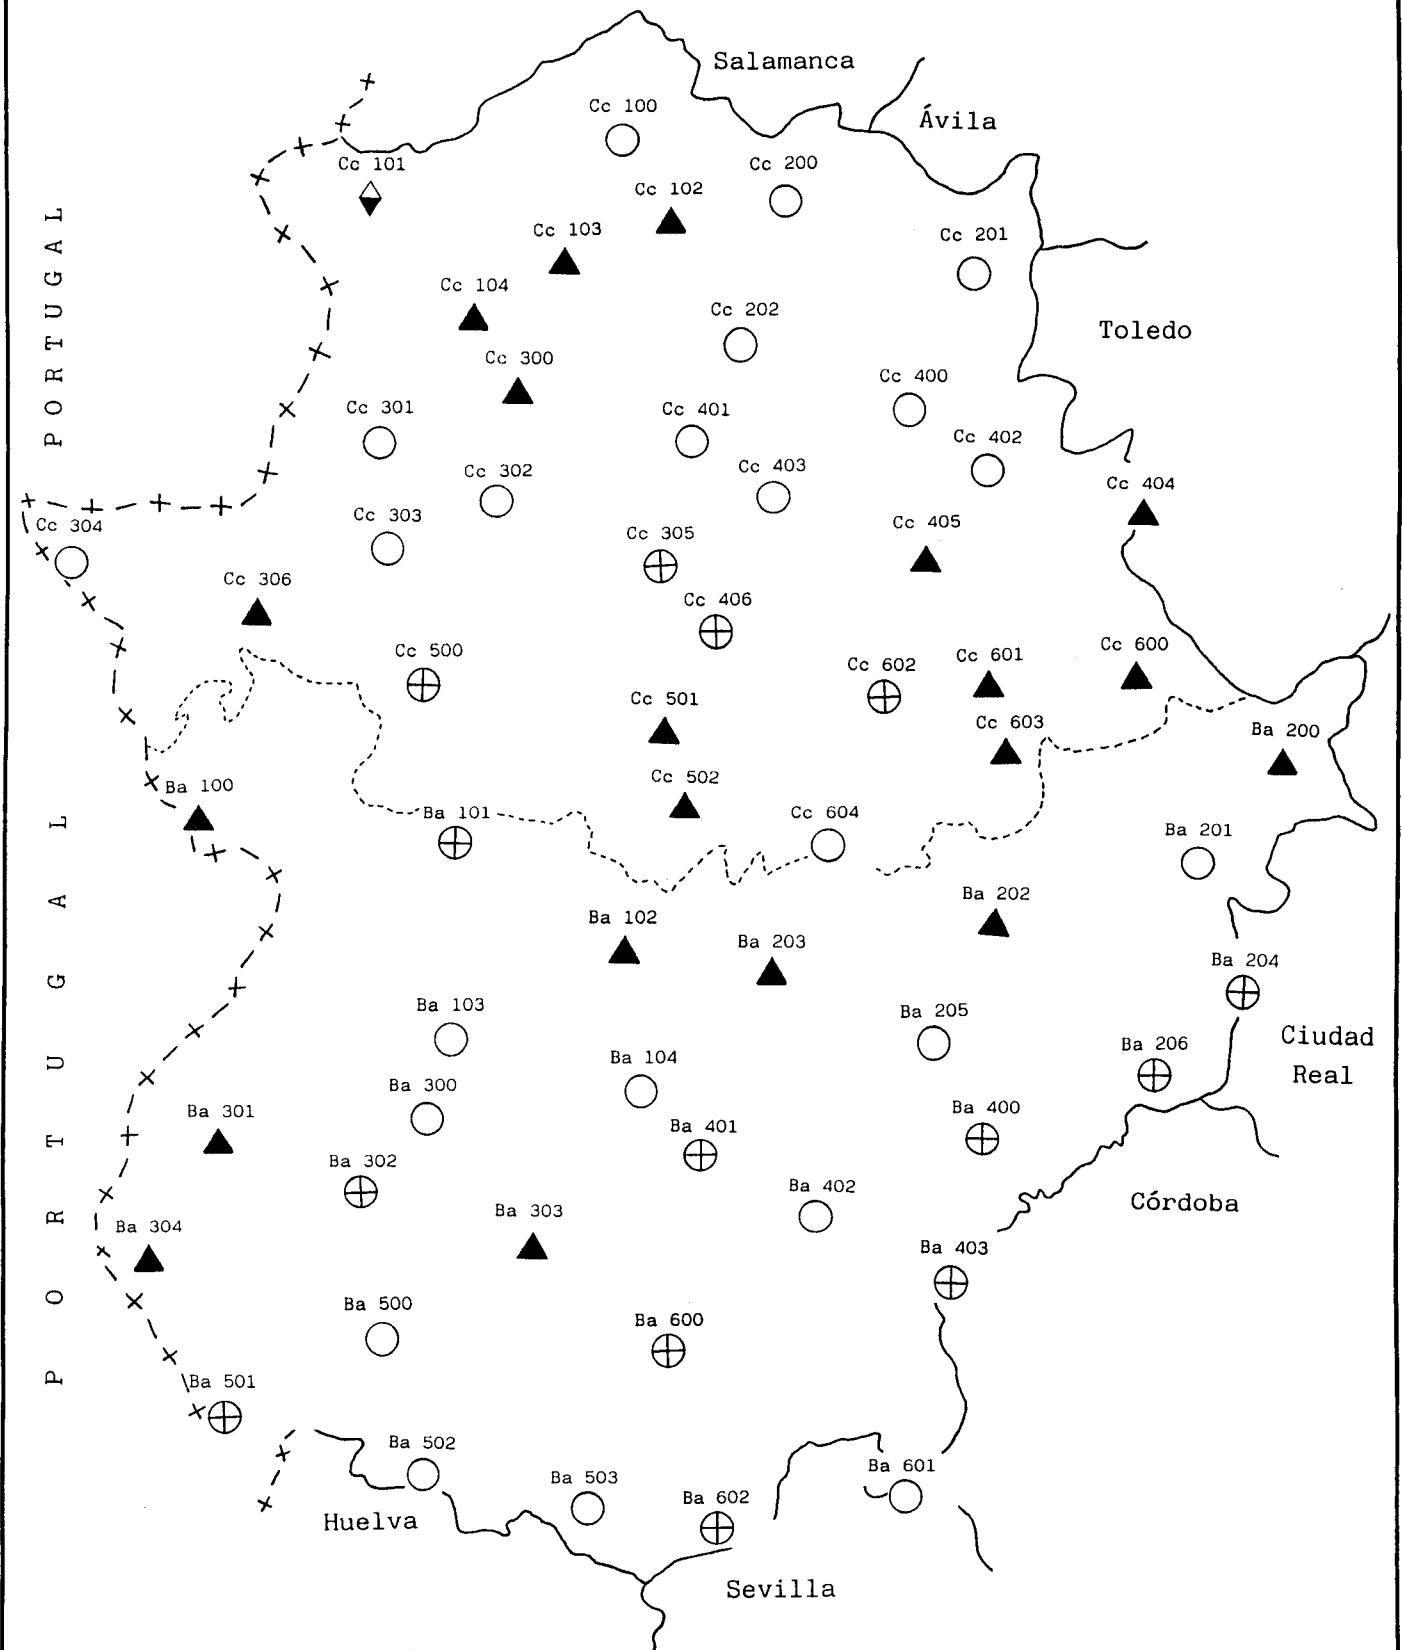 Salamanca
Cc 100
Ávila
Cc 101
Cc 200
Cc 102
Cc 103
Cc 201
PORTUGAL
Cc 104
Cc 202
Toledo
Cc 300
Cc 400
Cc 301
Cc 401
Cc 402
Cc 302
Cc 403
Cc 404
Cc 303
Cc 304
Cc 405
Cc 305
Cc 306
Cc 406
Cc 500
Cc 602
Cc 601
Cc 600
Cc 501
Cc 603
Ba 200
Cc 502
Ba 100
Ba 101
Cc 604
Ba 201
PORTUGAL
Ba 202
Ba 102
Ba 203
Ba 204
Ba 103
Ba 205
Ciudad
Real
Ba 104
Ba 206
Ba 300
Ba 301
Ba 400
Ba 401
Ba 302
Ba 402
Córdoba
Ba 303
Ba 304
Ba 403
Ba 500
Ba 600
Ba 501
Ba 502
Ba 601
Ba 503
Ba 602
Huelva
Sevilla